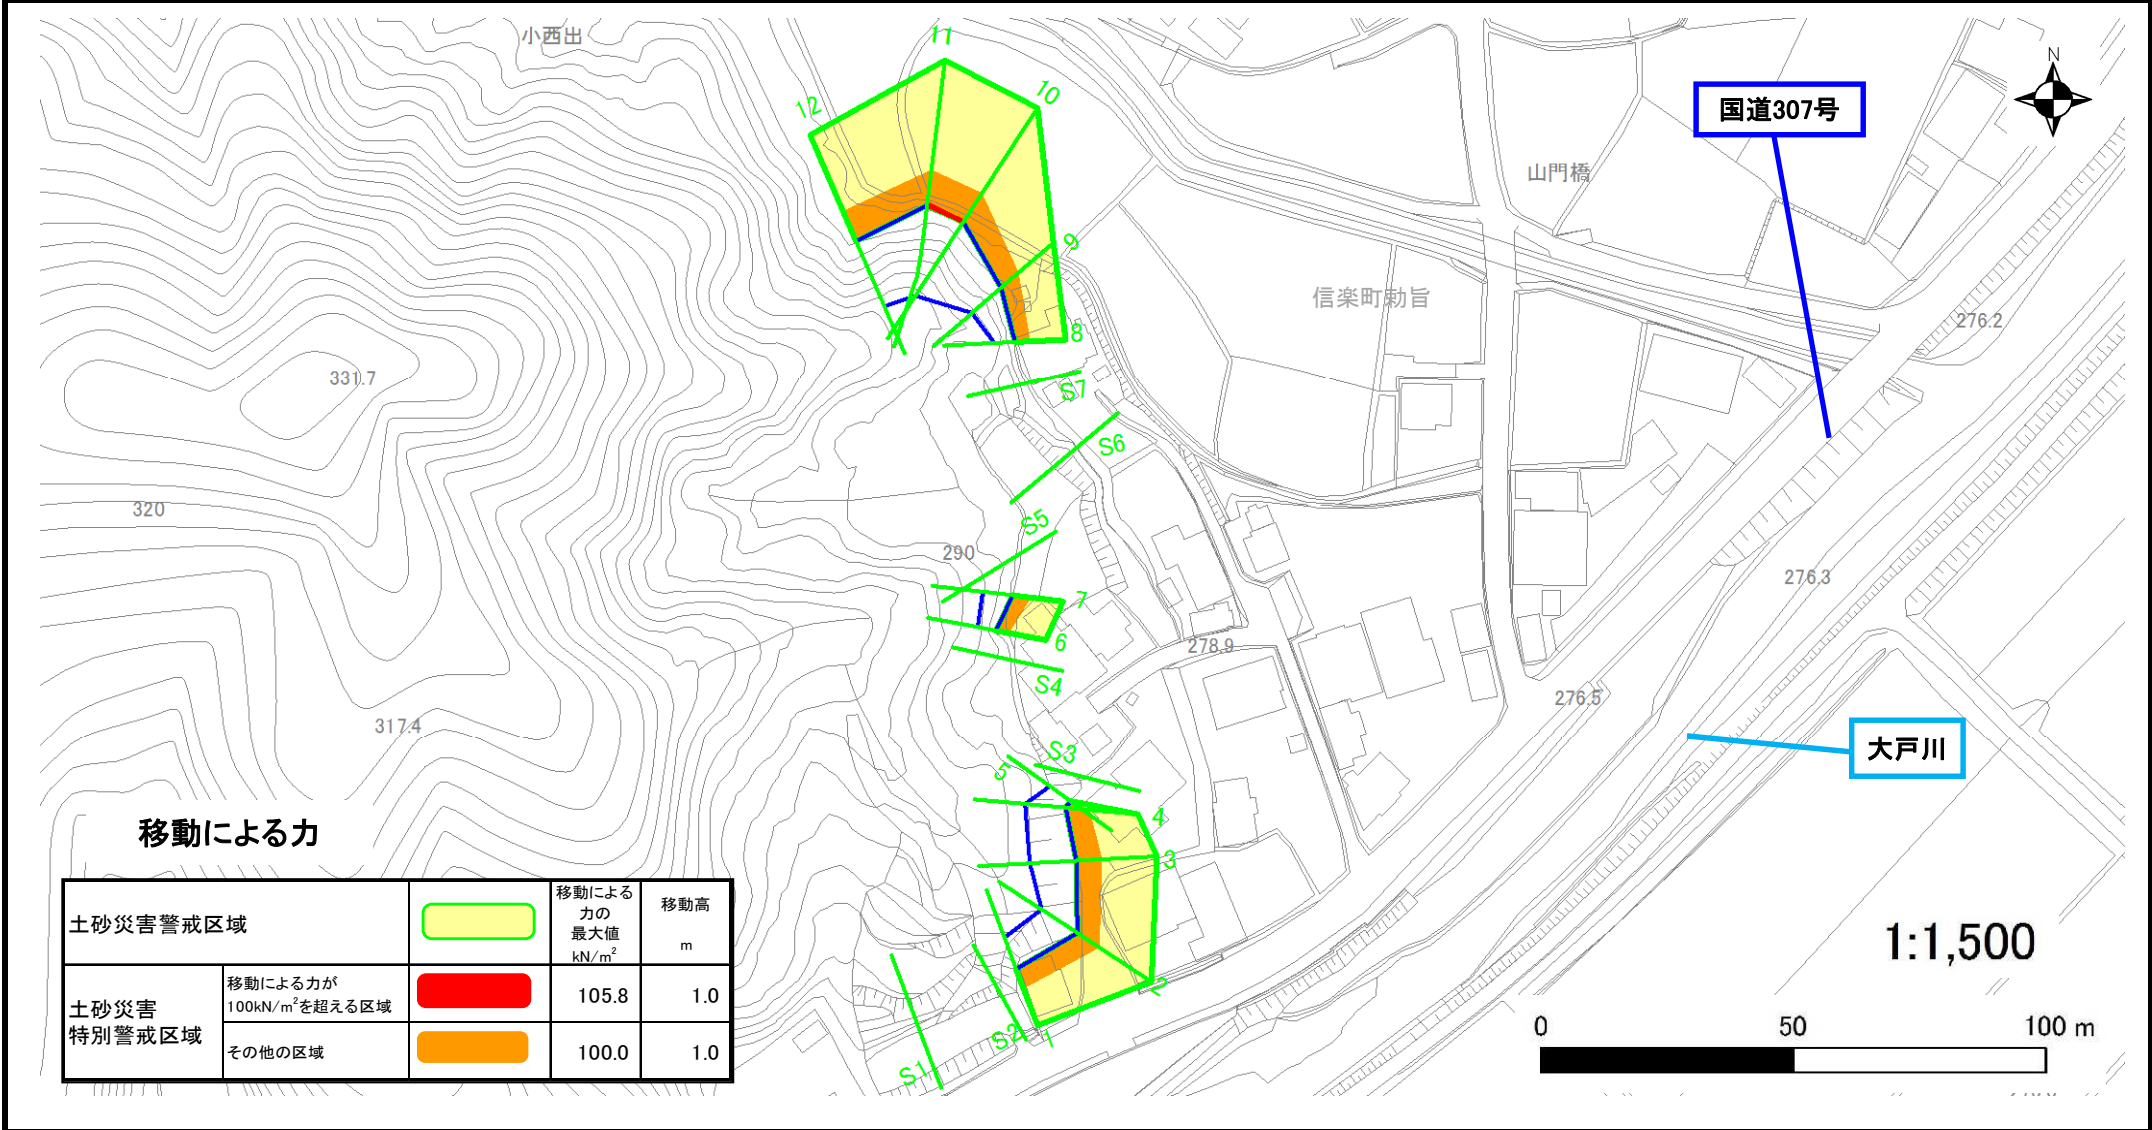 小西出
11
10
12
9
8
N
国道307号
山門橋
信楽町勅旨
276.2
331.7
S7
S6
320
S5
290
276.3
7
6
278.9
S4
276.5
317.4
S3
5
大戸川
4
3
移動による力
移動による
力の
最大値
kN/m²
移動高
m
土砂災害警戒区域
土砂災害
特別警戒区域
移動による力が
100kN/m²を超える区域
105.8
1.0
その他の区域
100.0
1.0
2
S2
1
S1
1:1,500
0
50
100 m